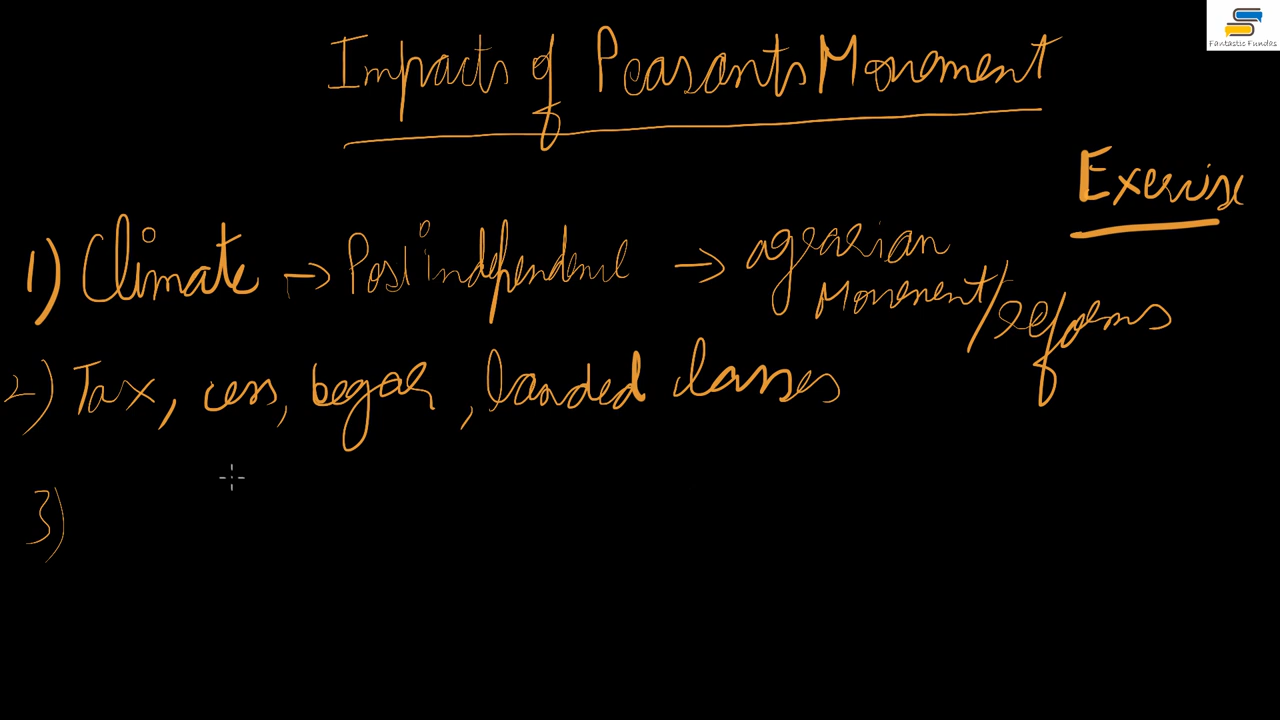 Fantastic Fundas
Impacts of Peasants Movement
Exercise
1) Climate → Post independence → agrarian
Movement/reforms
2) Tax, cess, begar, landed classes
3)